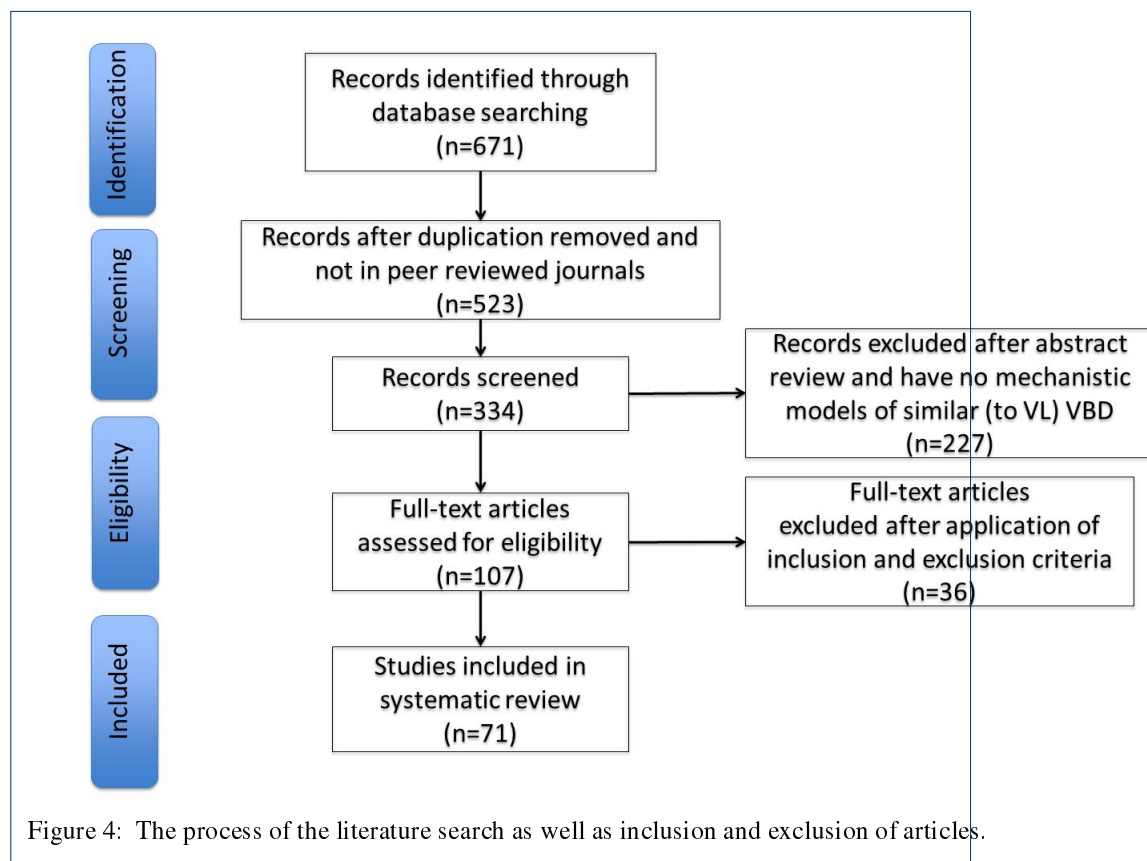 Identification
Records identified through
database searching
(n=671)
Screening
Records after duplication removed and
not in peer reviewed journals
(n=523)
Records screened
(n=334)
Records excluded after abstract
review and have no mechanistic
models of similar (to VL) VBD
(n=227)
Eligibility
Full-text articles
assessed for eligibility
(n=107)
Full-text articles
excluded after application of
inclusion and exclusion criteria
(n=36)
Included
Studies included in
systematic review
(n=71)
Figure 4: The process of the literature search as well as inclusion and exclusion of articles.